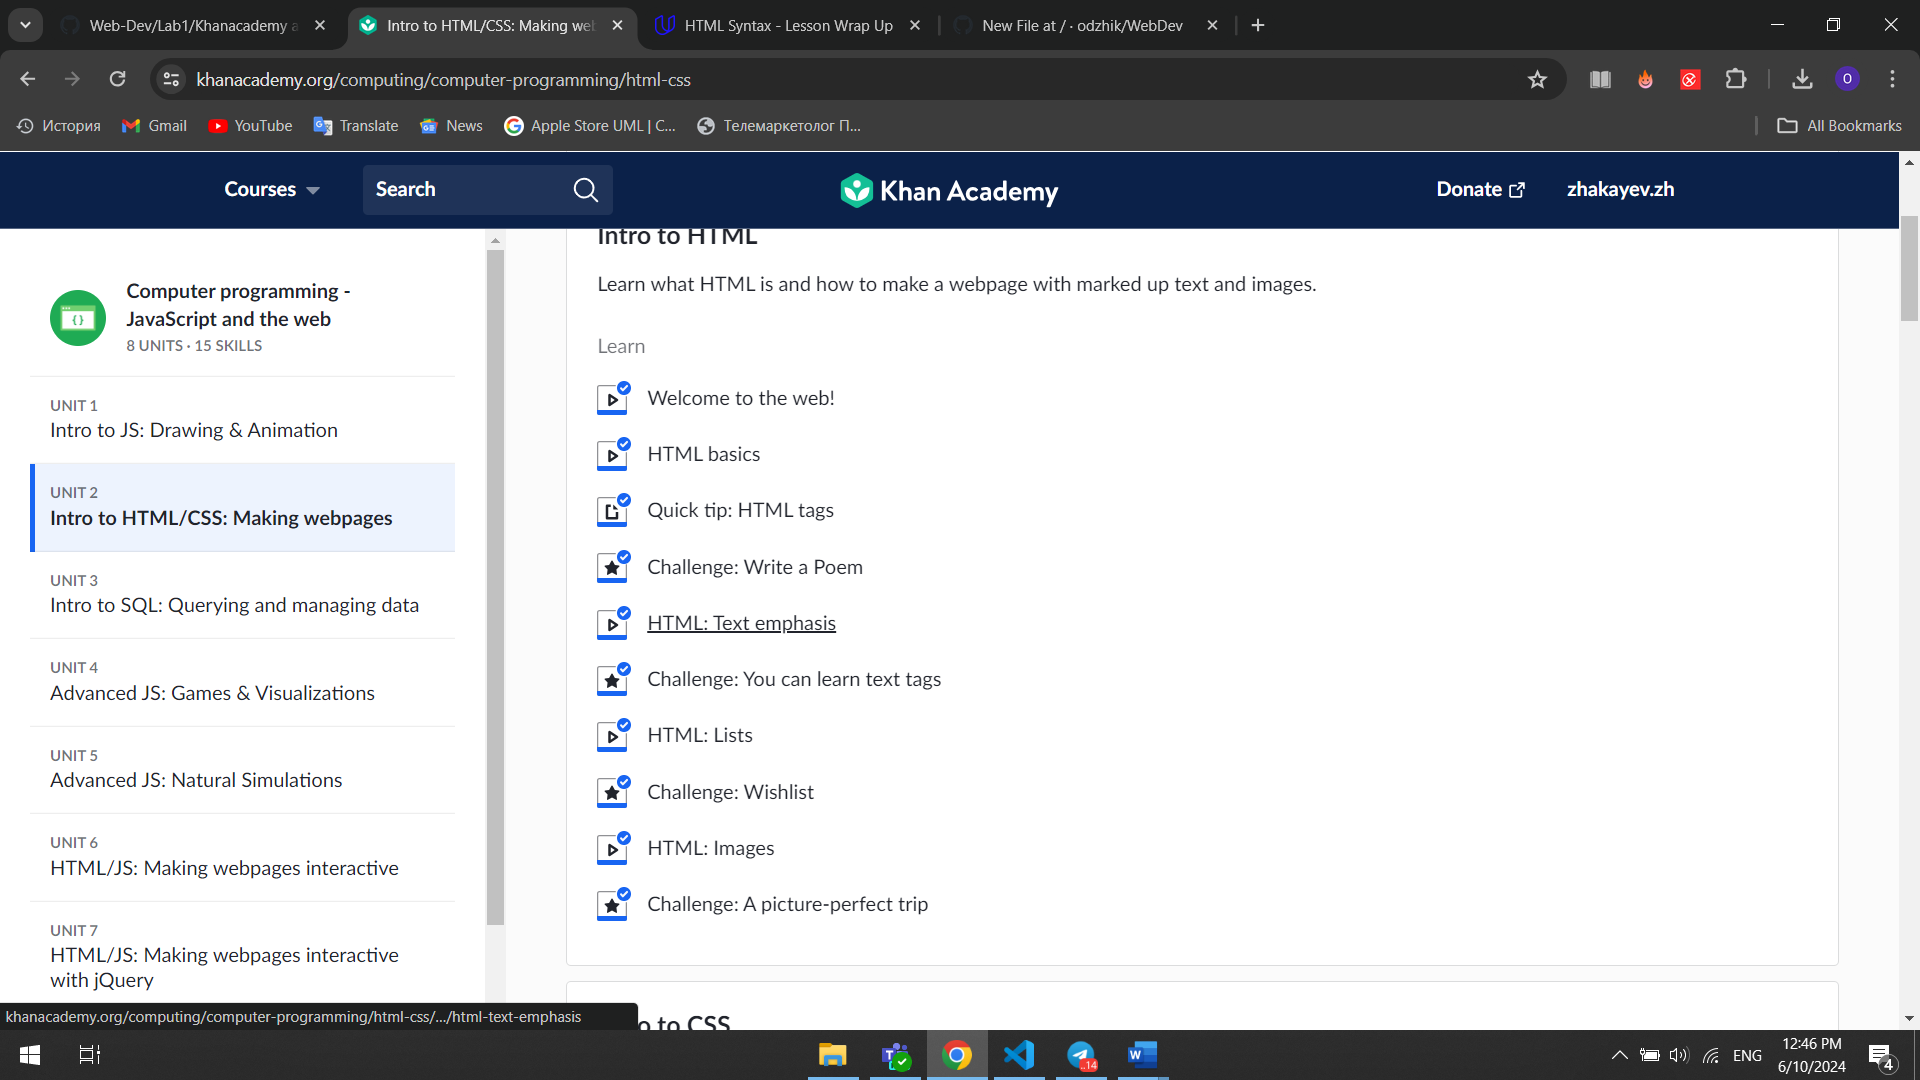 Web-Dev/Lab1/Khanacademy a
Intro to HTML/CSS: Making we
HTML Syntax - Lesson Wrap Up
New File at / · odzhik/WebDev
khanacademy.org/computing/computer-programming/html-css
O
История
Gmail
YouTube
Translate
News
Apple Store UML | C...
Телемаркетолог П...
All Bookmarks
Courses
Search
Khan Academy
Donate
zhakayev.zh
Computer programming -
JavaScript and the web
8 UNITS · 15 SKILLS
UNIT 1
Intro to JS: Drawing & Animation
UNIT 2
Intro to HTML/CSS: Making webpages
UNIT 3
Intro to SQL: Querying and managing data
UNIT 4
Advanced JS: Games & Visualizations
UNIT 5
Advanced JS: Natural Simulations
UNIT 6
HTML/JS: Making webpages interactive
UNIT 7
HTML/JS: Making webpages interactive
with jQuery
Intro to HTML
Learn what HTML is and how to make a webpage with marked up text and images.
Learn
Welcome to the web!
HTML basics
Quick tip: HTML tags
Challenge: Write a Poem
HTML: Text emphasis
Challenge: You can learn text tags
HTML: Lists
Challenge: Wishlist
HTML: Images
Challenge: A picture-perfect trip
o to CSS
khanacademy.org/computing/computer-programming/html-css/.../html-text-emphasis
..14
ENG
12:46 PM
6/10/2024
4